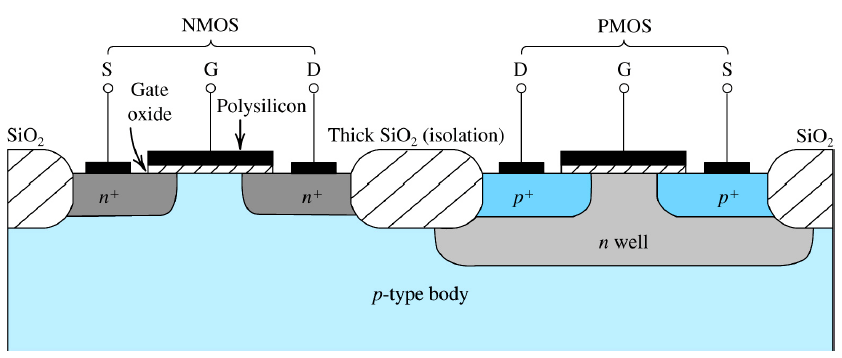 NMOS
PMOS
S
G
D
D
G
S
Gate
oxide
Polysilicon
SiO₂
Thick SiO₂ (isolation)
SiO₂
n⁺
n⁺
p⁺
p⁺
n well
p-type body